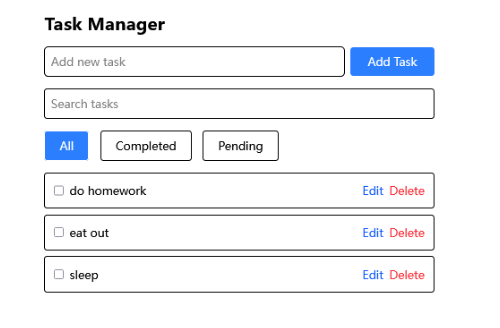 Task Manager
Add new task Add Task
Search tasks
All Completed Pending
do homework Edit Delete
eat out Edit Delete
sleep Edit Delete